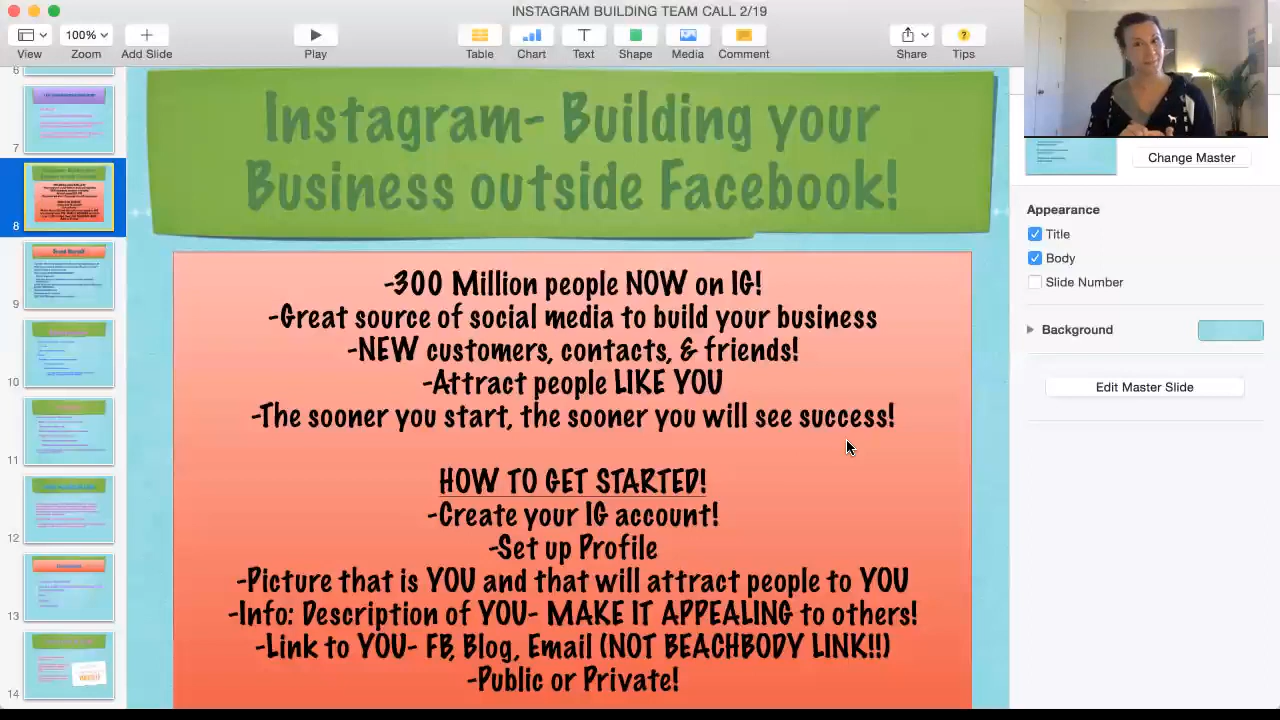 INSTAGRAM BUILDING TEAM CALL 2/19
100%
View
Zoom
Add Slide
Play
Table
Chart
Text
Shape
Media
Comment
Share
Tips
6
7
8
9
10
11
12
13
14
Instagram- Building your
Business outside Facebook!
-300 Million people NOW on IG!
-Great source of social media to build your business
-NEW customers, contacts, & friends!
-Attract people LIKE YOU
-The sooner you start, the sooner you will see success!
HOW TO GET STARTED!
-Create your IG account!
-Set up Profile
-Picture that is YOU and that will attract people to YOU
-Info: Description of YOU- MAKE IT APPEALING to others!
-Link to YOU- FB, Blog, Email (NOT BEACHBODY LINK!!)
-Public or Private!
Change Master
Appearance
Title
Body
Slide Number
Background
Edit Master Slide